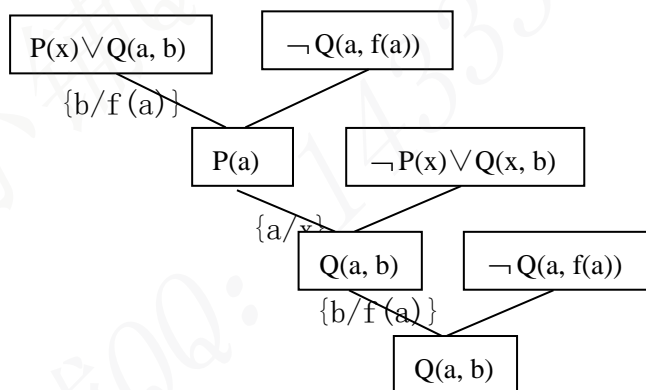 P(x)∨Q(a, b)
¬Q(a, f(a))
{b/f(a)}
P(a)
¬P(x)∨Q(x, b)
{a/x}
Q(a, b)
¬Q(a, f(a))
{b/f(a)}
Q(a, b)